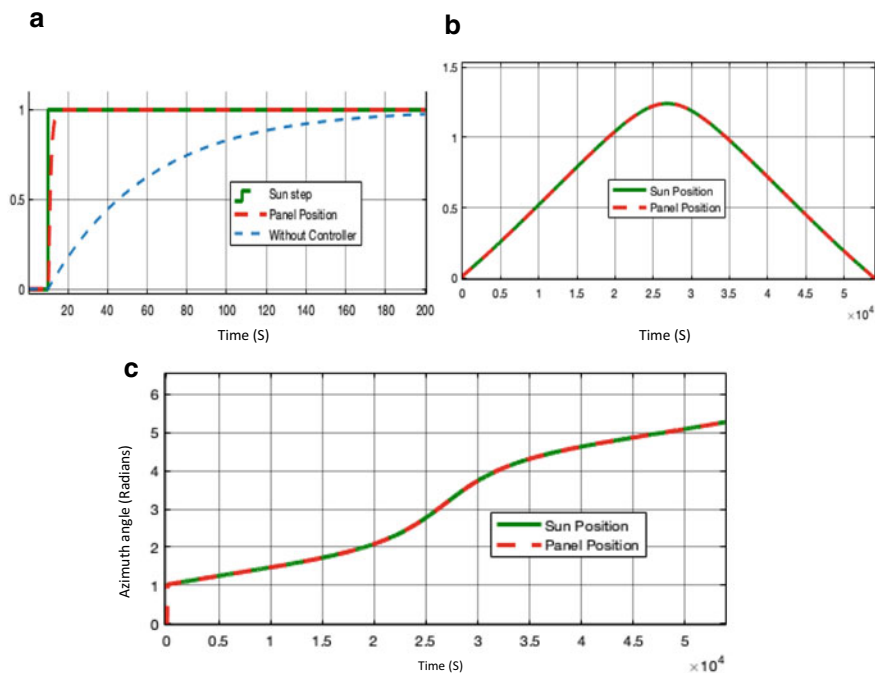 a
1
0.5
0
20 40 60 80 100 120 140 160 180 200
Sun step
Panel Position
Without Controller
Time (S)
b
1.5
1
0.5
0
0 0.5 1 1.5 2 2.5 3 3.5 4 4.5 5
×10⁴
Sun Position
Panel Position
Time (S)
c
Azimuth angle (Radians)
6
5
4
3
2
1
0
0 0.5 1 1.5 2 2.5 3 3.5 4 4.5 5
×10⁴
Sun Position
Panel Position
Time (S)